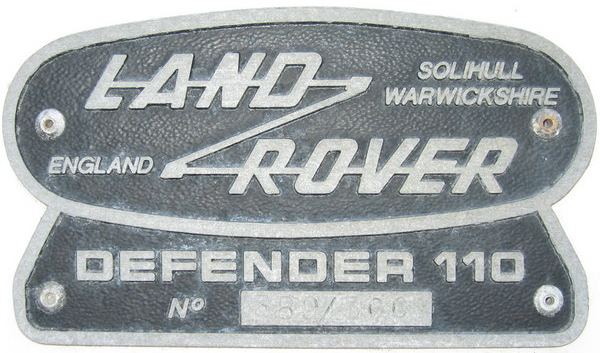 LAND
SOLIHULL
WARWICKSHIRE
ENGLAND
ROVER
DEFENDER 110
Nº